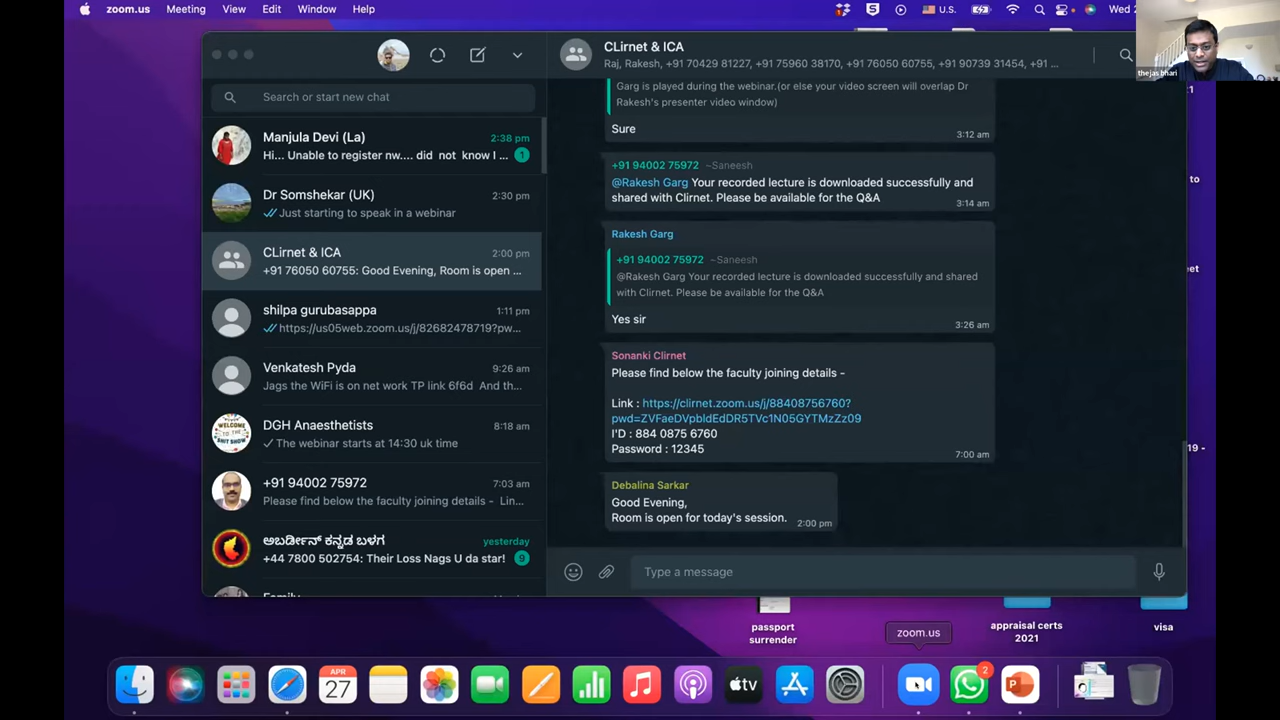 zoom.us Meeting View Edit Window Help
U.S. Wed 2
thejas bhari
CLirnet & ICA
Raj, Rakesh, +91 70429 81227, +91 75960 38170, +91 76050 60755, +91 90739 31454, +91 ...
Search or start new chat
Manjula Devi (La) 2:38 pm
Hi... Unable to register nw.... did not know I ... 1
Dr Somshekar (UK) 2:30 pm
Just starting to speak in a webinar
CLirnet & ICA 2:00 pm
+91 76050 60755: Good Evening, Room is open ...
shilpa gurubasappa 1:11 pm
https://us05web.zoom.us/j/82682478719?pw...
Venkatesh Pyda 9:26 am
Jags the WiFi is on net work TP link 6f6d And th...
DGH Anaesthetists 8:18 am
The webinar starts at 14:30 uk time
+91 94002 75972 7:03 am
Please find below the faculty joining details - Lin...
ಅಬರ್ಡೀನ್ ಕನ್ನಡ ಬಳಗ yesterday
+44 7800 502754: Their Loss Nags U da star! 9
Family
Garg is played during the webinar.(or else your video screen will overlap Dr
Rakesh's presenter video window)
Sure
3:12 am
+91 94002 75972 ~Saneesh
@Rakesh Garg Your recorded lecture is downloaded successfully and
shared with Clirnet. Please be available for the Q&A
3:14 am
Rakesh Garg
+91 94002 75972 ~Saneesh
@Rakesh Garg Your recorded lecture is downloaded successfully and shared
with Clirnet. Please be available for the Q&A
Yes sir
3:26 am
Sonanki Clirnet
Please find below the faculty joining details -
Link : https://clirnet.zoom.us/j/88408756760?
pwd=ZVFaeDVpbldEdDR5TVc1N05GYTMzZz09
I'D : 884 0875 6760
Password : 12345
7:00 am
Debalina Sarkar
Good Evening,
Room is open for today's session. 2:00 pm
Type a message
to
et
19 -
passport
surrender
zoom.us
appraisal certs
2021
visa
APR
27
tv
2
P